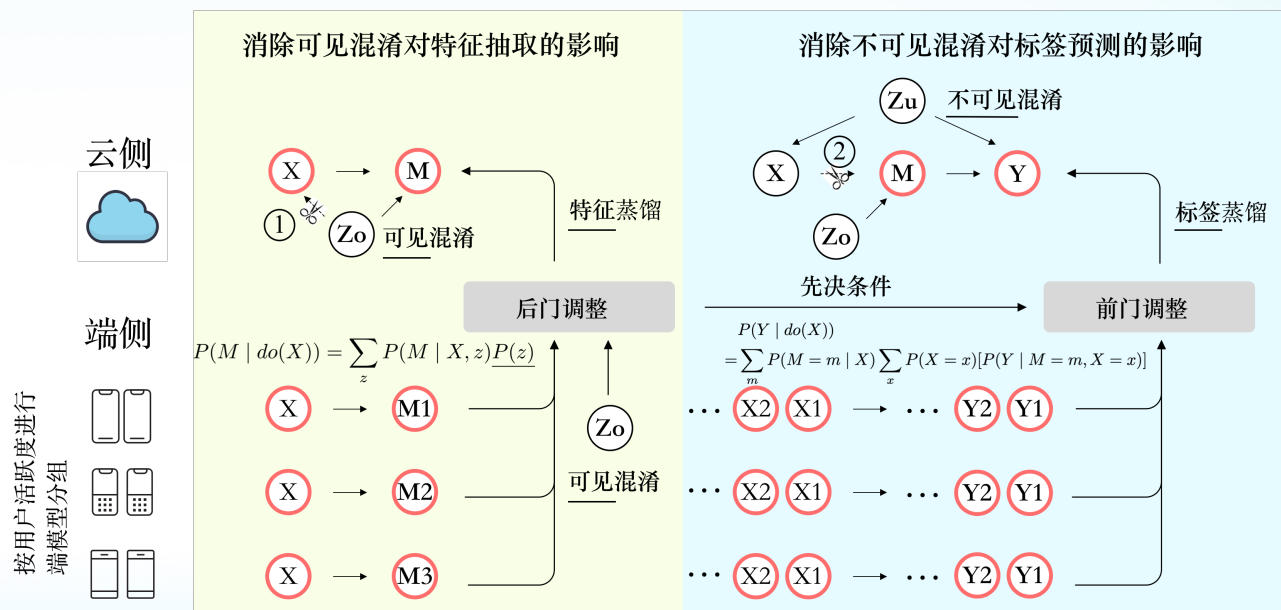 消除可见混淆对特征抽取的影响
消除不可见混淆对标签预测的影响
云侧
端侧
按用户活跃度进行
端模型分组
X
M
1
Zo
可见混淆
特征蒸馏
后门调整
P(M | do(X)) = ∑_z P(M | X, z)P(z)
X
M1
X
M2
X
M3
Zo
可见混淆
Zu
不可见混淆
2
X
M
Y
Zo
标签蒸馏
先决条件
前门调整
P(Y | do(X))
= ∑_m P(M = m | X) ∑_x P(X = x)[P(Y | M = m, X = x)]
... X2 X1 ... Y2 Y1
... X2 X1 ... Y2 Y1
... X2 X1 ... Y2 Y1